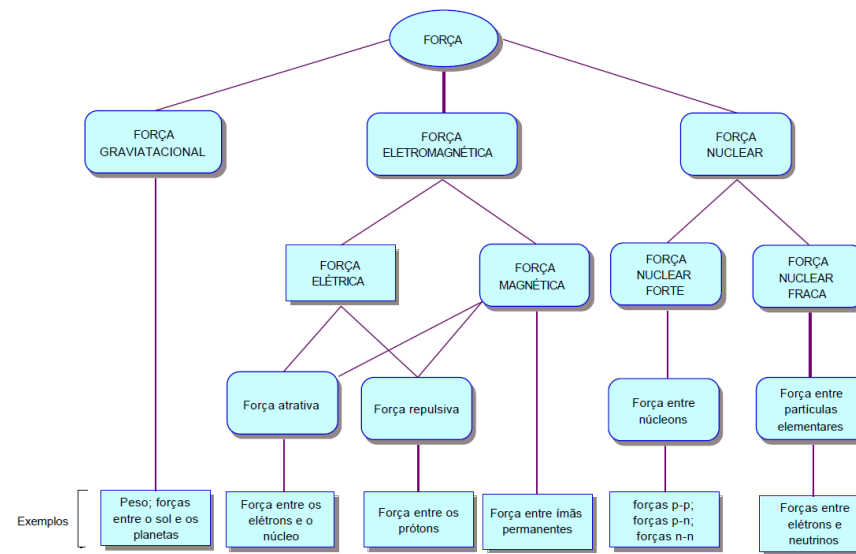 FORÇA
FORÇA
GRAVIATACIONAL
FORÇA
ELETROMAGNÉTICA
FORÇA
NUCLEAR
FORÇA
ELÉTRICA
FORÇA
MAGNÉTICA
FORÇA
NUCLEAR
FORTE
FORÇA
NUCLEAR
FRACA
Força atrativa
Força repulsiva
Força entre
núcleons
Força entre
partículas
elementares
Exemplos
Peso; forças
entre o sol e os
planetas
Força entre os
elétrons e o
núcleo
Força entre os
prótons
Força entre ímãs
permanentes
forças p-p;
forças p-n;
forças n-n
Forças entre
elétrons e
neutrinos